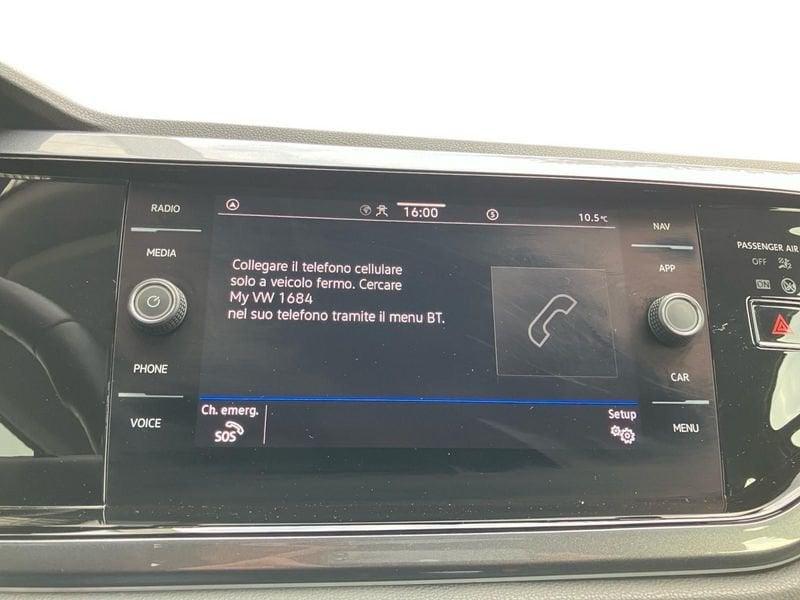 RADIO
MEDIA
PHONE
VOICE
16:00
10.5°C
Collegare il telefono cellulare
solo a veicolo fermo. Cercare
My VW 1684
nel suo telefono tramite il menu BT.
Ch. emerg.
SOS
Setup
NAV
APP
CAR
MENU
PASSENGER AIR
OFF
ON